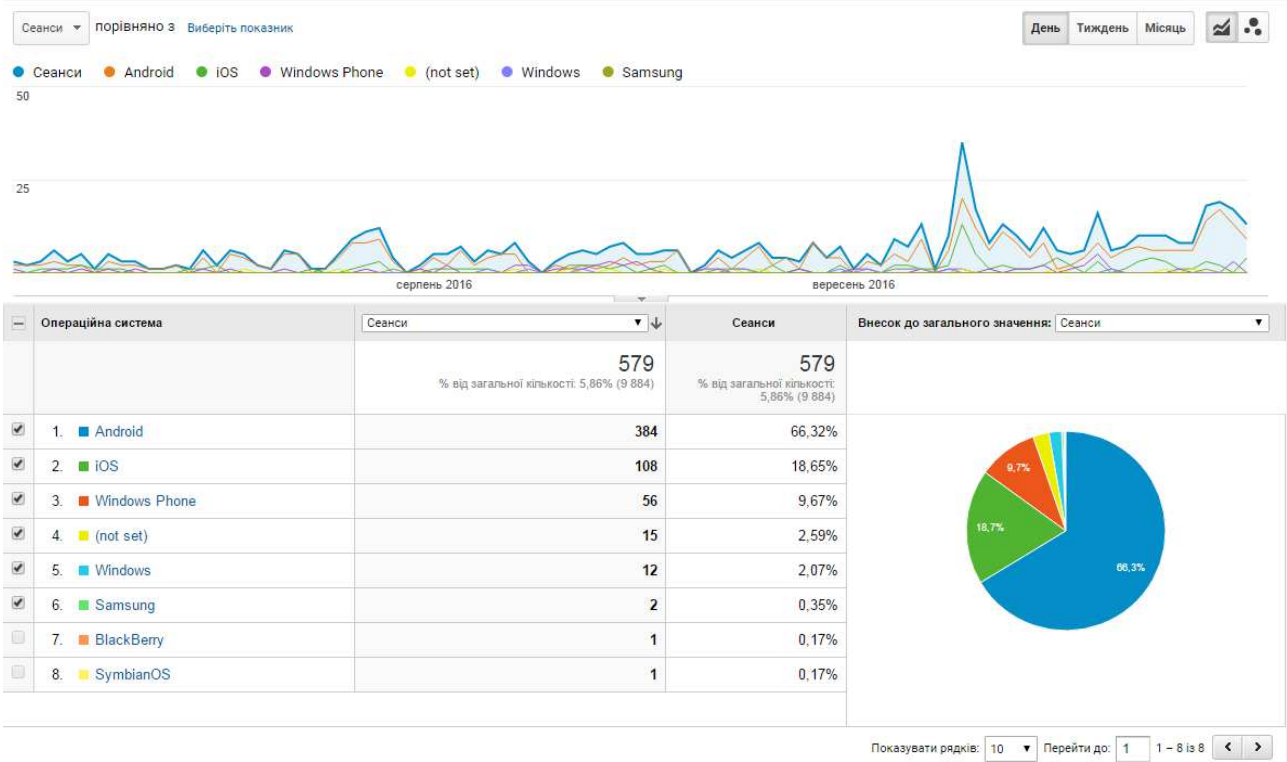 Сеанси порівняно з Виберіть показник День Тиждень Місяць
Сеанси Android iOS Windows Phone (not set) Windows Samsung
50
25
серпень 2016 вересень 2016
Операційна система Сеанси Сеанси Внесок до загального значення: Сеанси
579 579
% від загальної кількості: 5,86% (9 884) % від загальної кількості:
5,86% (9 884)
1. Android 384 66,32%
2. iOS 108 18,65%
3. Windows Phone 56 9,67%
4. (not set) 15 2,59%
5. Windows 12 2,07%
6. Samsung 2 0,35%
7. BlackBerry 1 0,17%
8. SymbianOS 1 0,17%
9,7%
18,7%
66,3%
Показувати рядків: 10 Перейти до: 1 1 – 8 із 8